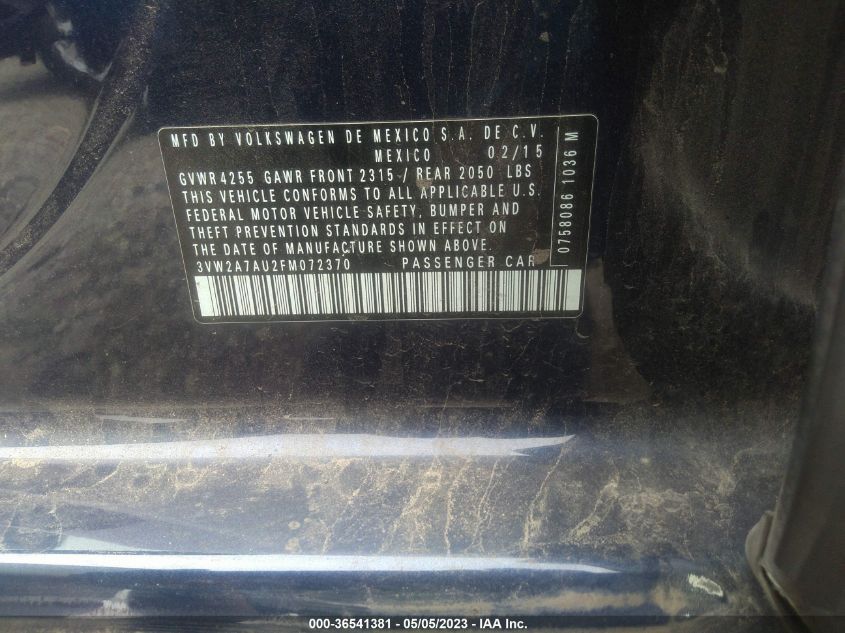 MFD BY VOLKSWAGEN DE MEXICO S.A. DE C.V.
MEXICO 02/15
GVWR 4255 GAWR FRONT 2315 / REAR 2050 LBS
THIS VEHICLE CONFORMS TO ALL APPLICABLE U.S.
FEDERAL MOTOR VEHICLE SAFETY, BUMPER AND
THEFT PREVENTION STANDARDS IN EFFECT ON
THE DATE OF MANUFACTURE SHOWN ABOVE.
3VW2A7AU2FM072370 PASSENGER CAR
0758086 1036 M
000-36541381 - 05/05/2023 - IAA Inc.